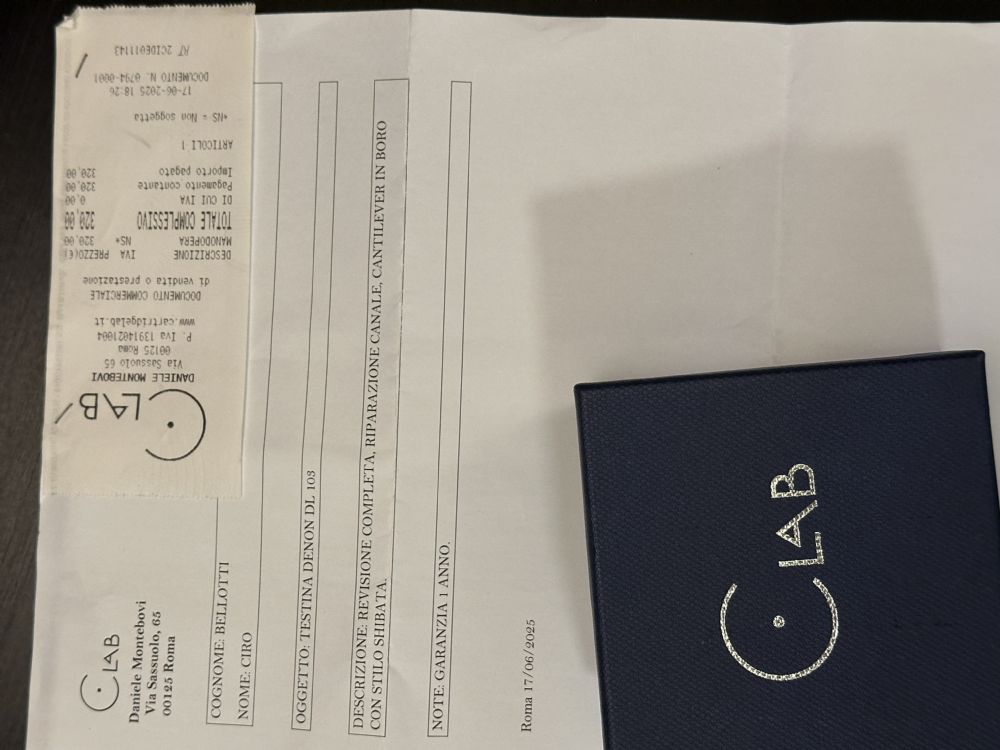 C LAB
Daniele Montebovi
Via Sassuolo, 65
00125 Roma
COGNOME: BELLOTTI
NOME: CIRO
OGGETTO: TESTINA DENON DL 103
DESCRIZIONE: REVISIONE COMPLETA, RIPARAZIONE CANALE, CANTILEVER IN BORO
CON STILO SHIBATA.
NOTE: GARANZIA 1 ANNO.
Roma 17/06/2025
C LAB
DANIELE MONTEBOVI
Via Sassuolo 65
00125 Roma
P. Iva 13914021004
www.cartridgelab.it
DOCUMENTO COMMERCIALE
di vendita o prestazione
DESCRIZIONE IVA PREZZO(€)
MANODOPERA NS* 320,00
TOTALE COMPLESSIVO 320,00
DI CUI IVA 0,00
Pagamento contante 320,00
Importo pagato 320,00
ARTICOLI 1
*NS = Non soggetta
17-06-2025 18:26
DOCUMENTO N. 0794-0001
RT 2CIDE011143
C LAB